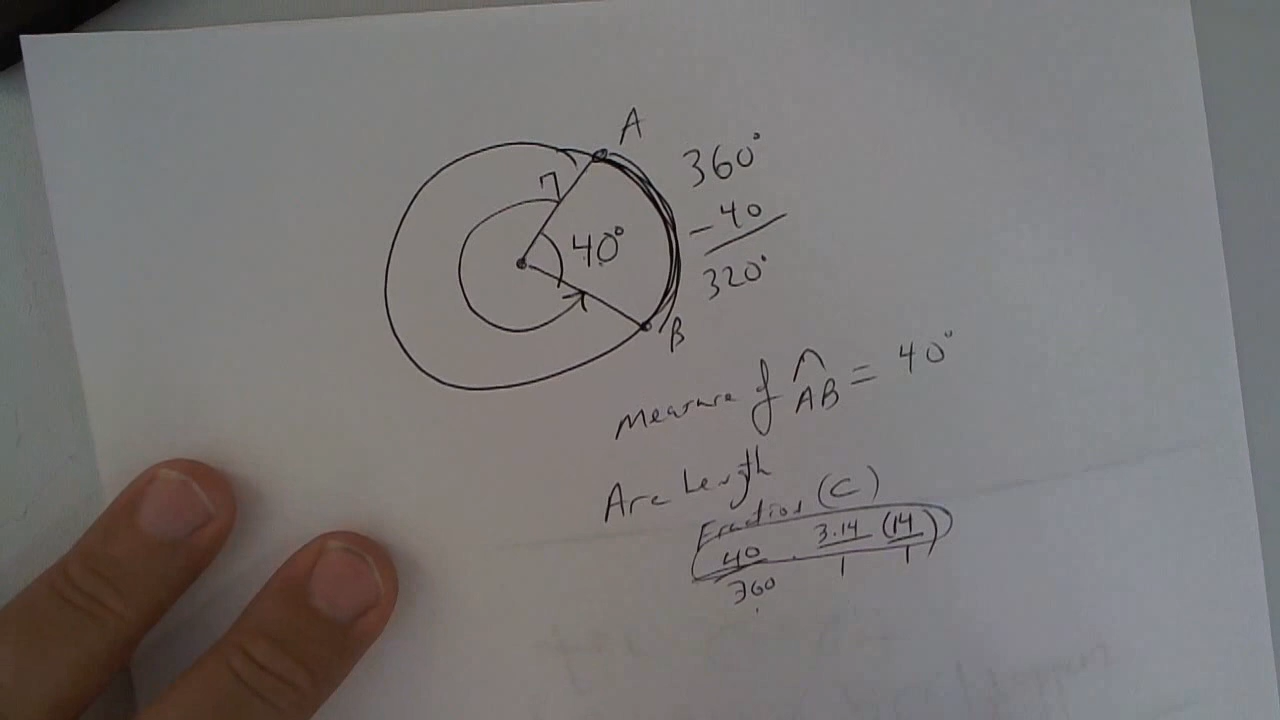 A
7
40°
B
360°
- 40
320°
measure of AB = 40°
Arc Length
Fraction (C)
40 . 3.14 (14)
360 1 1